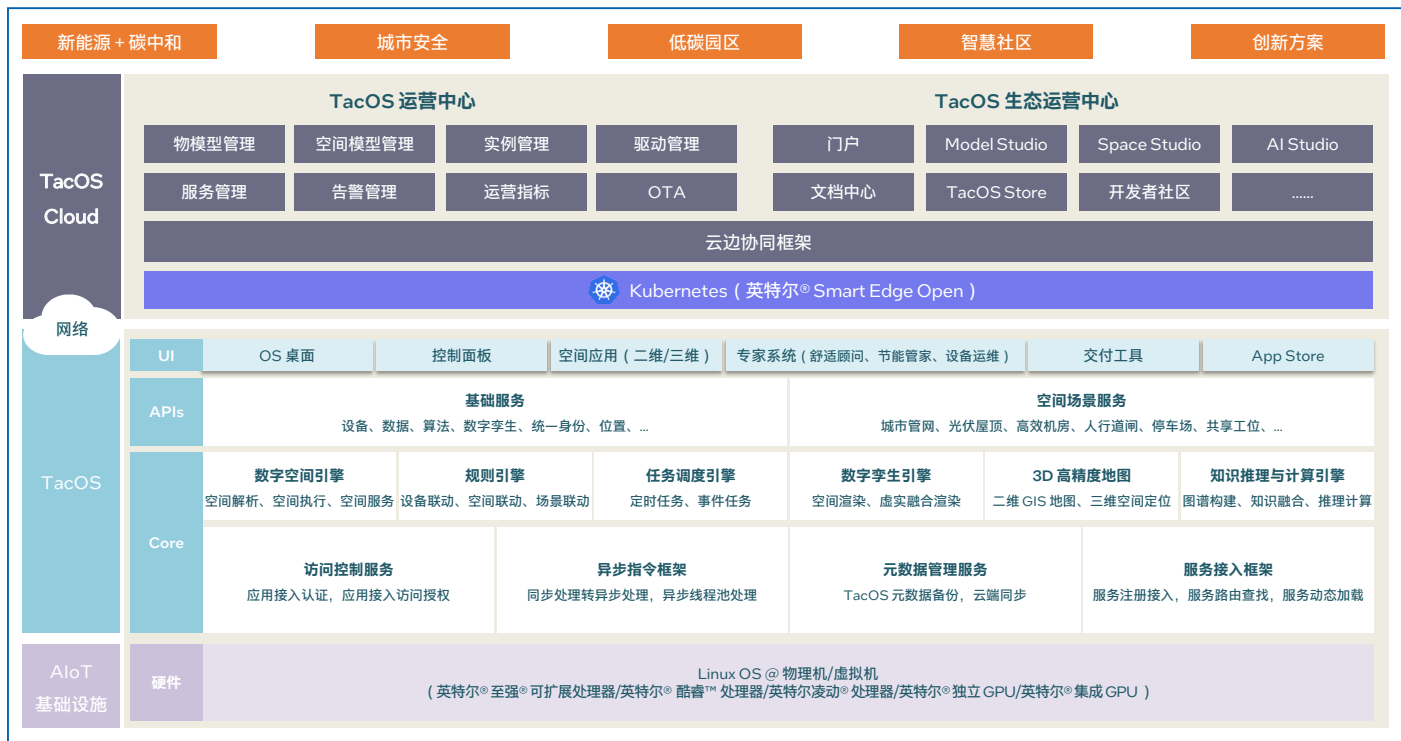 新能源 + 碳中和
城市安全
低碳园区
智慧社区
创新方案
TacOS
Cloud
TacOS 运营中心
TacOS 生态运营中心
物模型管理
空间模型管理
实例管理
驱动管理
门户
Model Studio
Space Studio
AI Studio
服务管理
告警管理
运营指标
OTA
文档中心
TacOS Store
开发者社区
......
云边协同框架
Kubernetes ( 英特尔® Smart Edge Open )
网络
TacOS
UI
OS 桌面
控制面板
空间应用 ( 二维/三维 )
专家系统 ( 舒适顾问、节能管家、设备运维 )
交付工具
App Store
APIs
基础服务
设备、数据、算法、数字孪生、统一身份、位置、...
空间场景服务
城市管网、光伏屋顶、高效机房、人行道闸、停车场、共享工位、...
Core
数字空间引擎
空间解析、空间执行、空间服务
规则引擎
设备联动、空间联动、场景联动
任务调度引擎
定时任务、事件任务
数字孪生引擎
空间渲染、虚实融合渲染
3D 高精度地图
二维 GIS 地图、三维空间定位
知识推理与计算引擎
图谱构建、知识融合、推理计算
访问控制服务
应用接入认证，应用接入访问授权
异步指令框架
同步处理转异步处理，异步线程池处理
元数据管理服务
TacOS 元数据备份，云端同步
服务接入框架
服务注册接入，服务路由查找，服务动态加载
AIoT
基础设施
硬件
Linux OS @ 物理机/虚拟机
( 英特尔® 至强® 可扩展处理器/英特尔® 酷睿™ 处理器/英特尔凌动® 处理器/英特尔® 独立 GPU/英特尔® 集成 GPU )